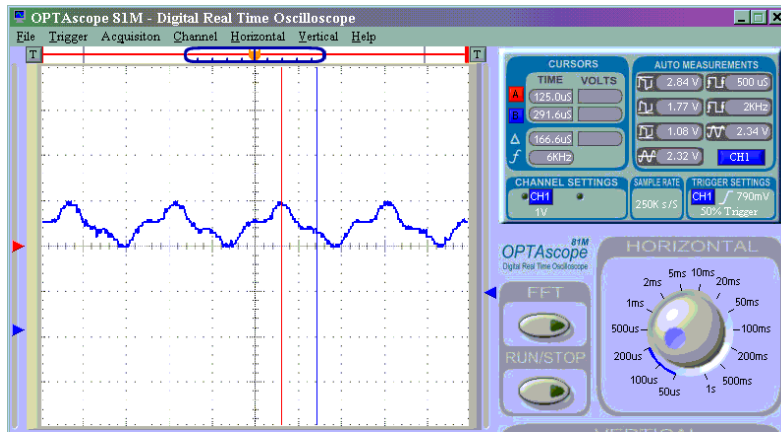 OPTAscope 81M - Digital Real Time Oscilloscope
File Trigger Acquisiton Channel Horizontal Vertical Help
T T
CURSORS
TIME VOLTS
A 125.0uS
B 291.6uS
Δ 166.6uS
f 6KHz
AUTO MEASUREMENTS
2.84 V 500 uS
1.77 V 2KHz
1.08 V 2.34 V
2.32 V CH1
CHANNEL SETTINGS
CH1
1V
SAMPLE RATE
250K s/S
TRIGGER SETTINGS
CH1 790mV
50% Trigger
OPTAscope 81M
Digital Real Time Oscilloscope
FFT
RUN/STOP
HORIZONTAL
50us
100us
200us
500us
1ms
2ms
5ms
10ms
20ms
50ms
100ms
200ms
500ms
1s
VERTICAL